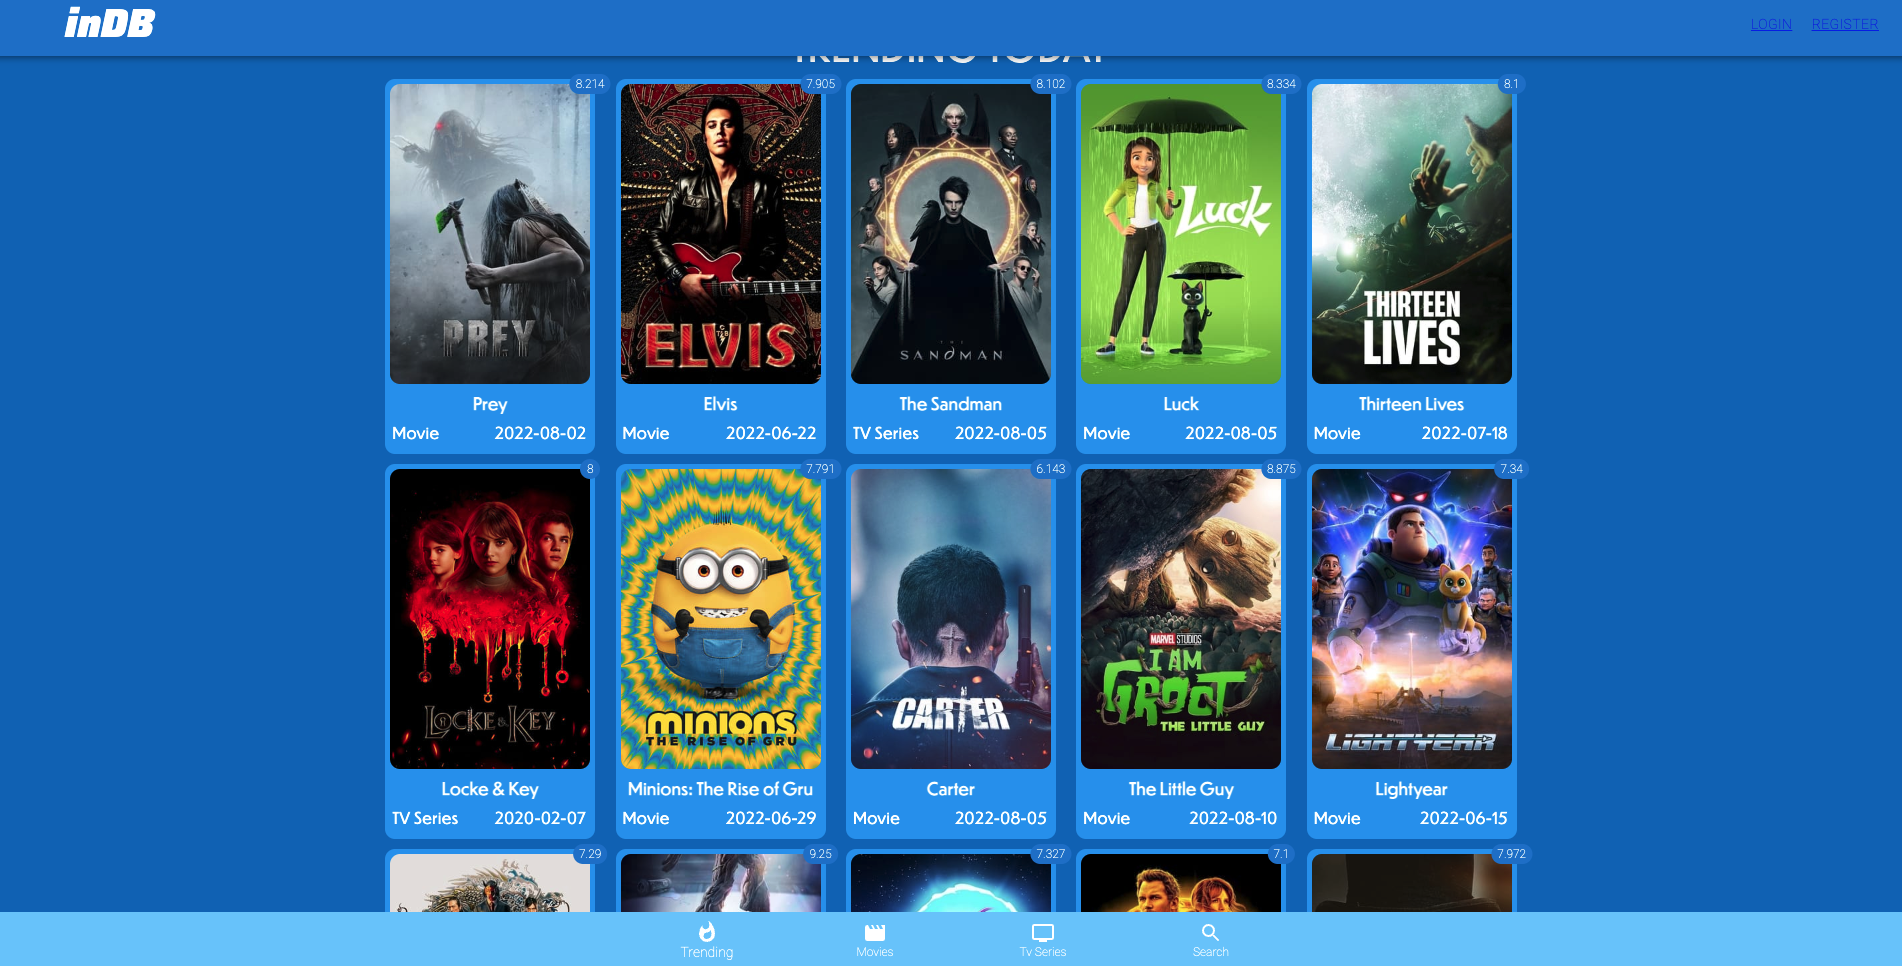 inDB
LOGIN REGISTER
TRENDING TODAY
8.214 7.905 8.102 8.334 8.1
PREY
ELVIS
THE
SANDMAN
Luck
THIRTEEN
LIVES
Prey Elvis The Sandman Luck Thirteen Lives
Movie 2022-08-02 Movie 2022-06-22 TV Series 2022-08-05 Movie 2022-08-05 Movie 2022-07-18
8 7.791 6.143 8.875 7.34
LOCKE & KEY
MINIONS
THE RISE OF GRU
CARTER
MARVEL STUDIOS
I AM
GROOT
THE LITTLE GUY
LIGHTYEAR
Locke & Key Minions: The Rise of Gru Carter The Little Guy Lightyear
TV Series 2020-02-07 Movie 2022-06-29 Movie 2022-08-05 Movie 2022-08-10 Movie 2022-06-15
7.29 9.25 7.327 7.1 7.972
Trending Movies Tv Series Search